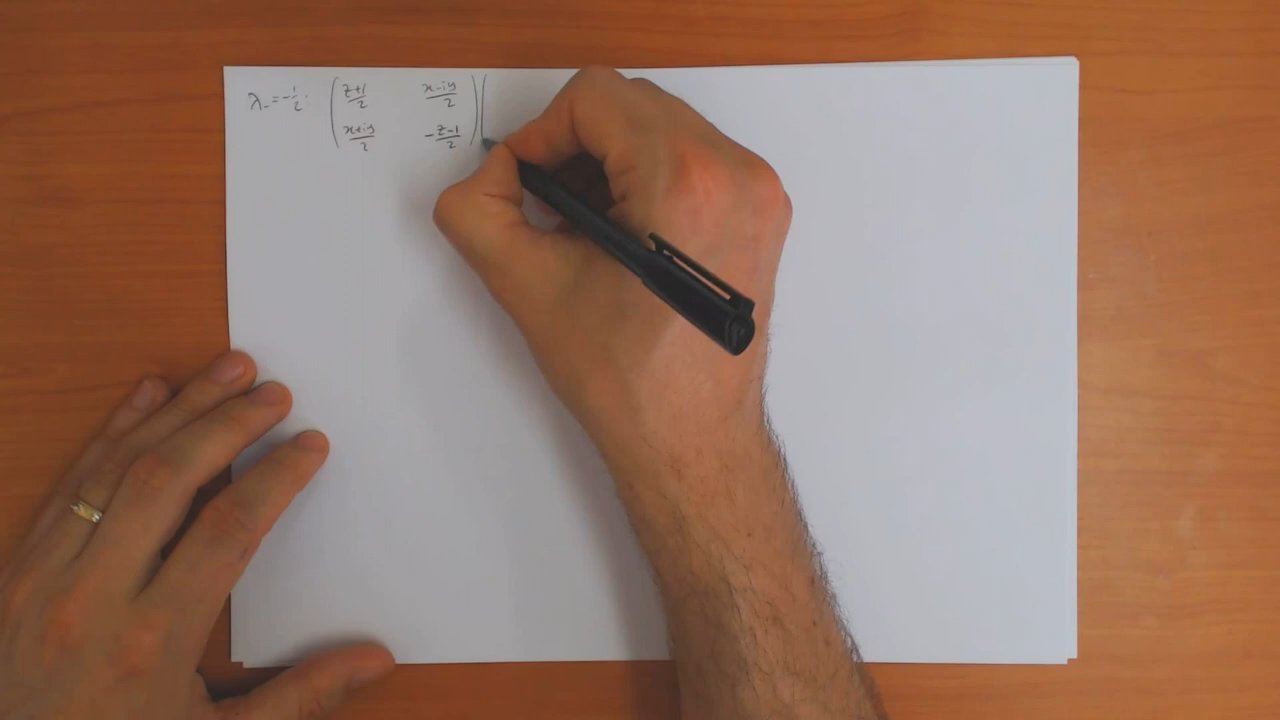 λ₋ = -1/2 : ( (z+1)/2 (x-iy)/2 ) (
( (x+iy)/2 -(z-1)/2 )